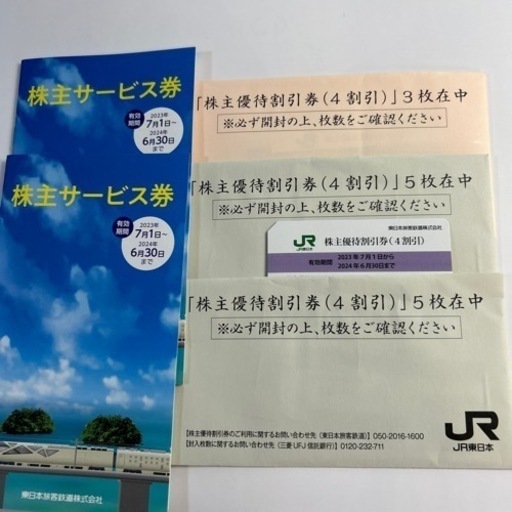 株主サービス券
有効
期間
2023年
7月1日~
2024年
6月30日
まで
株主サービス券
有効
期間
2023年
7月1日~
2024年
6月30日
まで
東日本旅客鉄道株式会社
「株主優待割引券(4割引)」3枚在中
※必ず開封の上、枚数をご確認ください
「株主優待割引券(4割引)」5枚在中
※必ず開封の上、枚数をご確認ください
東日本旅客鉄道株式会社
JR
JR東日本
株主優待割引券(4割引)
有効期間
2023年7月1日から
2024年6月30日まで
「株主優待割引券(4割引)」5枚在中
※必ず開封の上、枚数をご確認ください
【株主優待割引券のご利用に関するお問い合わせ先(東日本旅客鉄道)】050-2016-1600
【封入枚数に関するお問い合わせ先(三菱UFJ信託銀行)】0120-232-711
JR
JR東日本